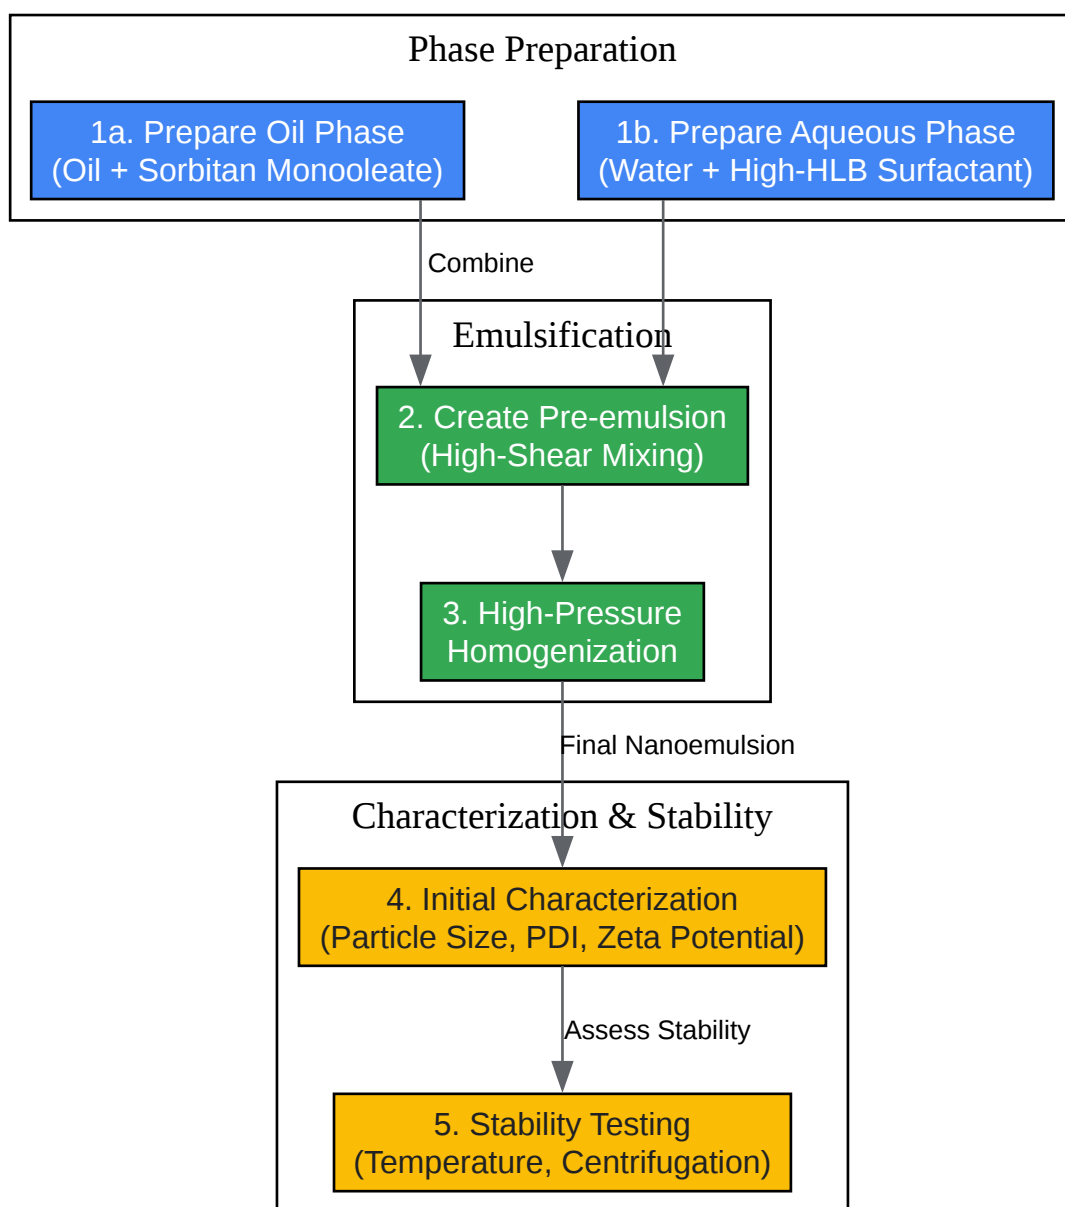 Phase Preparation
1a. Prepare Oil Phase
(Oil + Sorbitan Monooleate)
1b. Prepare Aqueous Phase
(Water + High-HLB Surfactant)
Combine
Emulsification
2. Create Pre-emulsion
(High-Shear Mixing)
3. High-Pressure
Homogenization
Final Nanoemulsion
Characterization & Stability
4. Initial Characterization
(Particle Size, PDI, Zeta Potential)
Assess Stability
5. Stability Testing
(Temperature, Centrifugation)